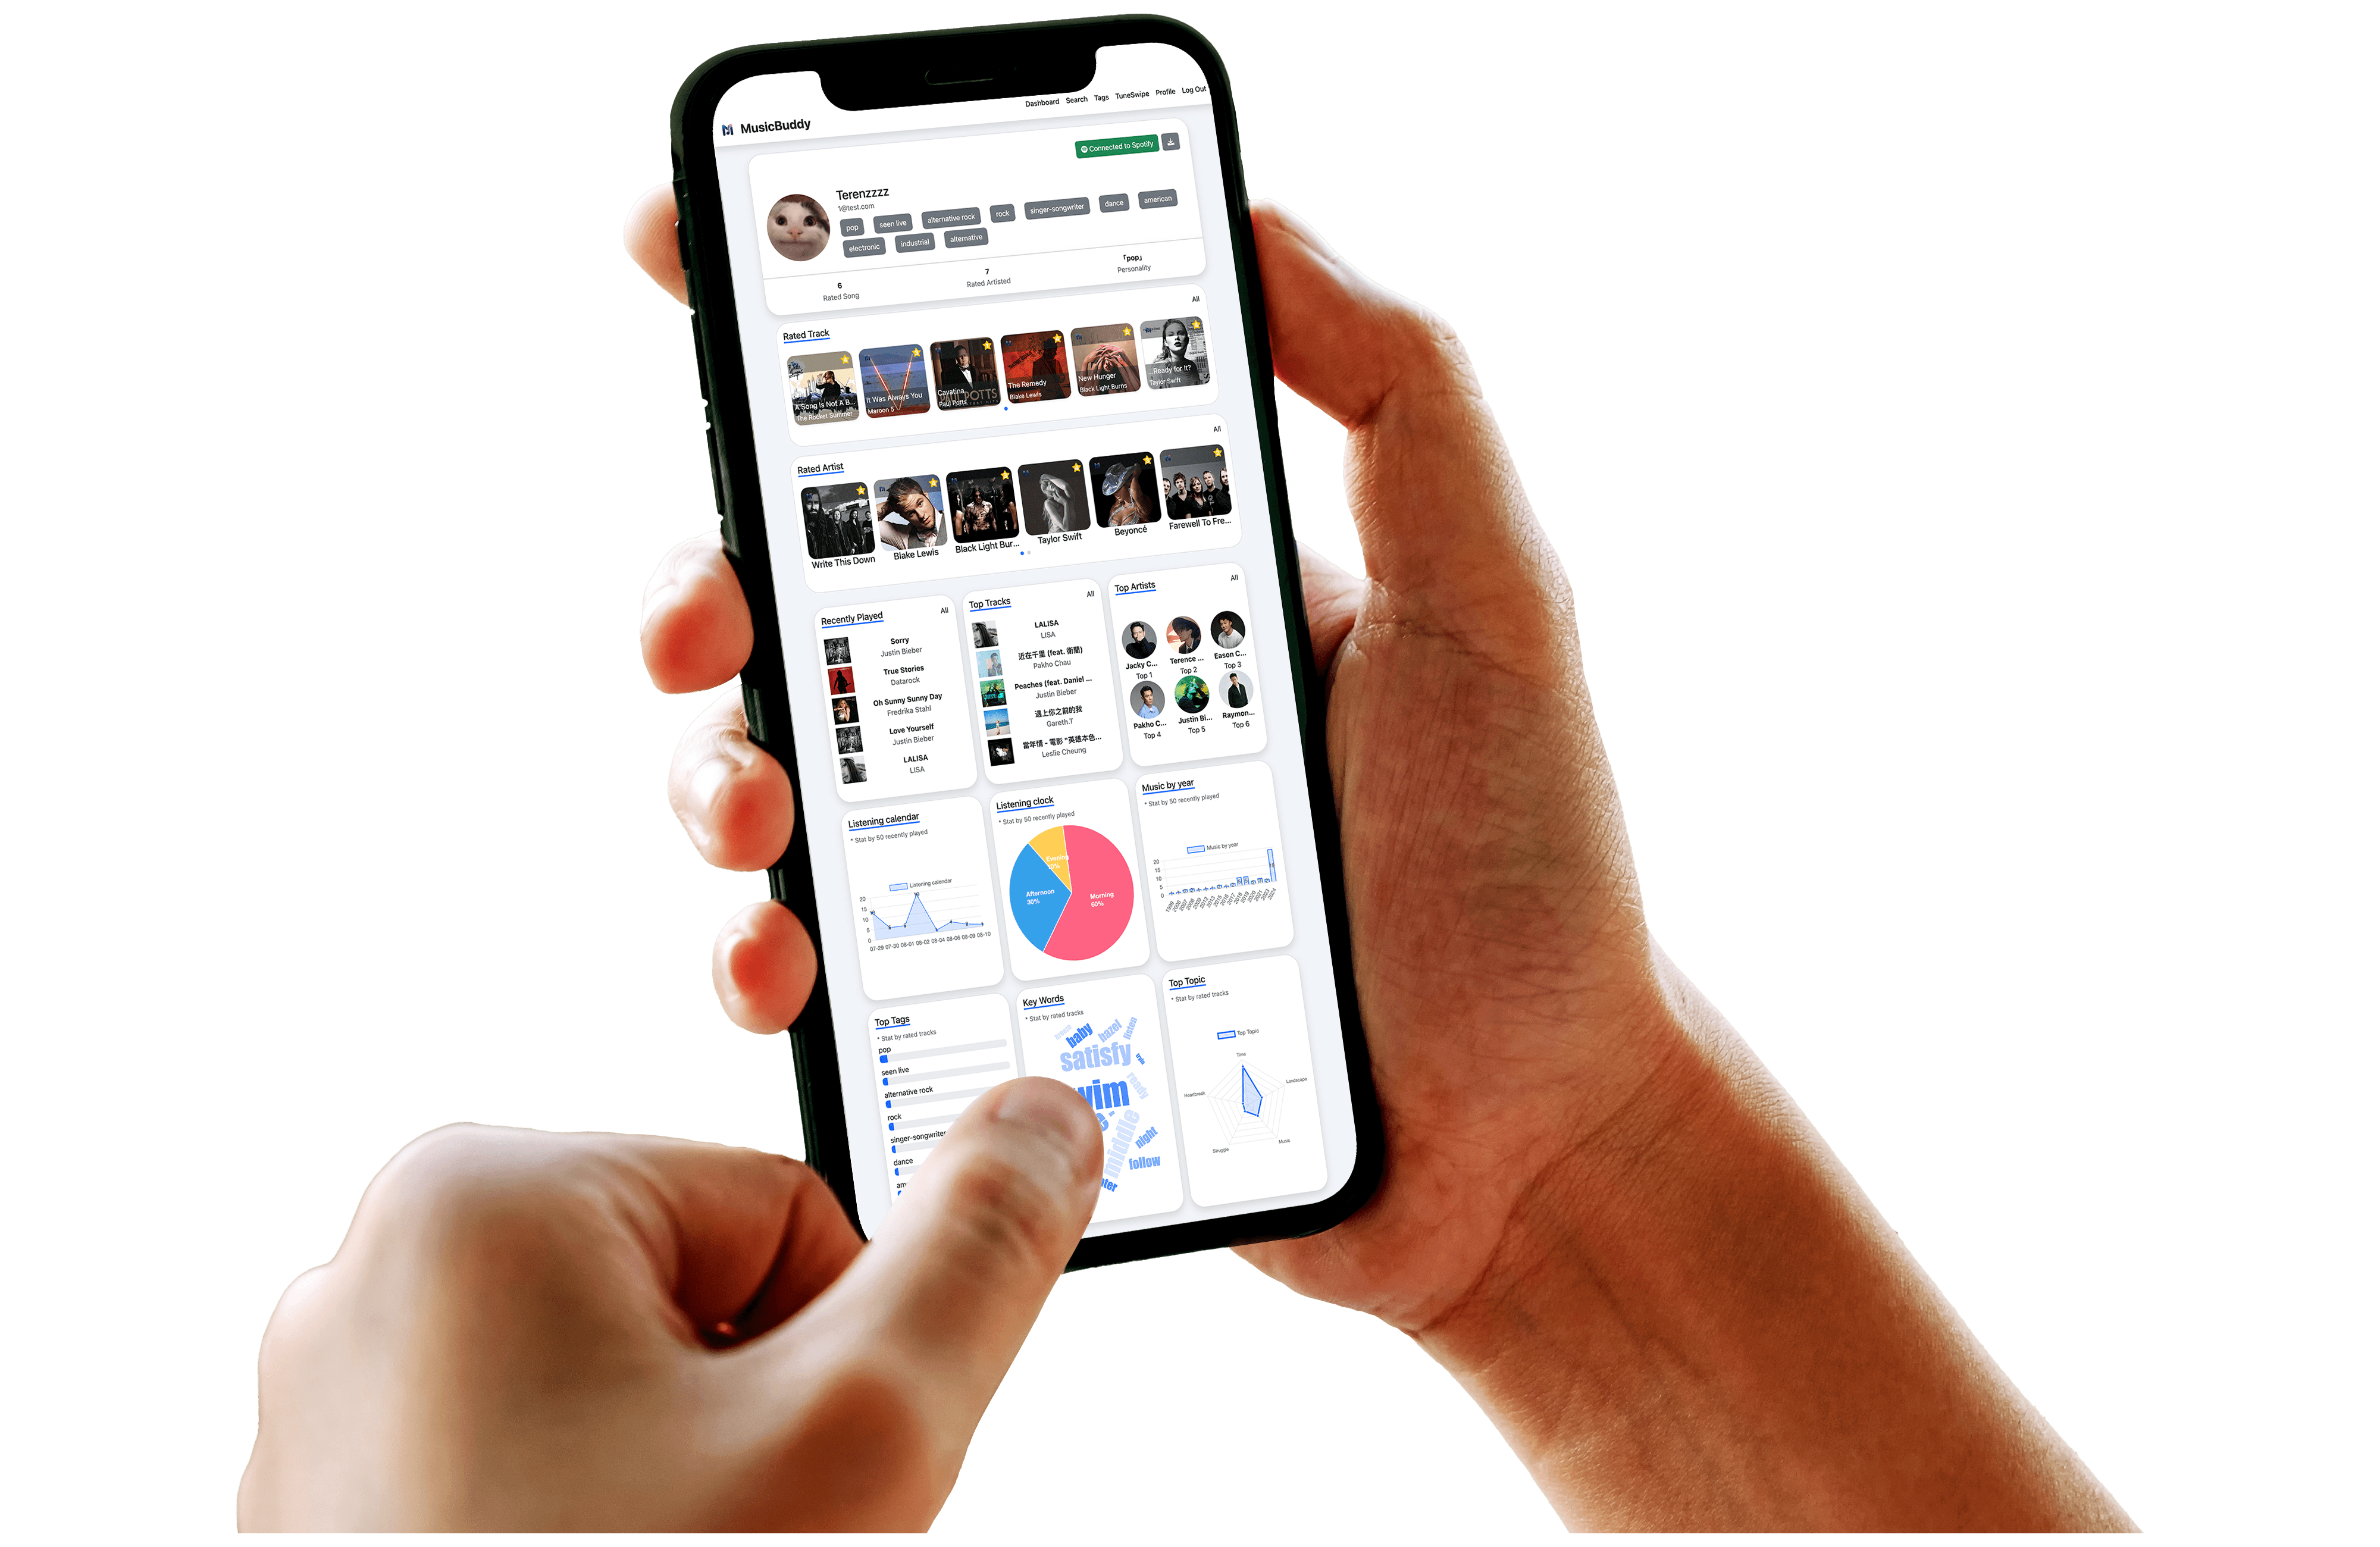 Dashboard Search Tags TuneSwipe Profile Log Out
MusicBuddy
Connected to Spotify
Terenzzzz
1@test.com
pop seen live alternative rock rock singer-songwriter dance american
electronic industrial alternative
6 7 「pop」
Rated Song Rated Artisted Personality
Rated Track All
A Song Is Not A B... It Was Always You Cavatina The Remedy New Hunger ...Ready for It?
The Rocket Summer Maroon 5 Paul Potts Blake Lewis Black Light Burns Taylor Swift
Rated Artist All
Write This Down Blake Lewis Black Light Bur... Taylor Swift Beyoncé Farewell To Fre...
Recently Played All
Sorry
Justin Bieber
True Stories
Datarock
Oh Sunny Sunny Day
Fredrika Stahl
Love Yourself
Justin Bieber
LALISA
LISA
Top Tracks All
LALISA
LISA
近在千里 (feat. 衛蘭)
Pakho Chau
Peaches (feat. Daniel ...
Justin Bieber
遇上你之前的我
Gareth.T
當年情 - 電影 "英雄本色...
Leslie Cheung
Top Artists All
Jacky C... Terence ... Eason C...
Top 1 Top 2 Top 3
Pakho C... Justin Bi... Raymon...
Top 4 Top 5 Top 6
Listening calendar
* Stat by 50 recently played
Listening calendar
20
15
10
5
0
07-29 07-30 08-01 08-02 08-04 08-06 08-09 08-10
Listening clock
* Stat by 50 recently played
Evening
Afternoon
30%
Morning
60%
Music by year
* Stat by 50 recently played
Music by year
20
15
10
5
0
Top Tags
* Stat by rated tracks
pop
seen live
alternative rock
rock
singer-songwriter
dance
Key Words
* Stat by rated tracks
baby
hazel
listen
satisfy
ready
middle
night
follow
Top Topic
* Stat by rated tracks
Top Topic
Time
Heartbreak
Landscape
Struggle
Music